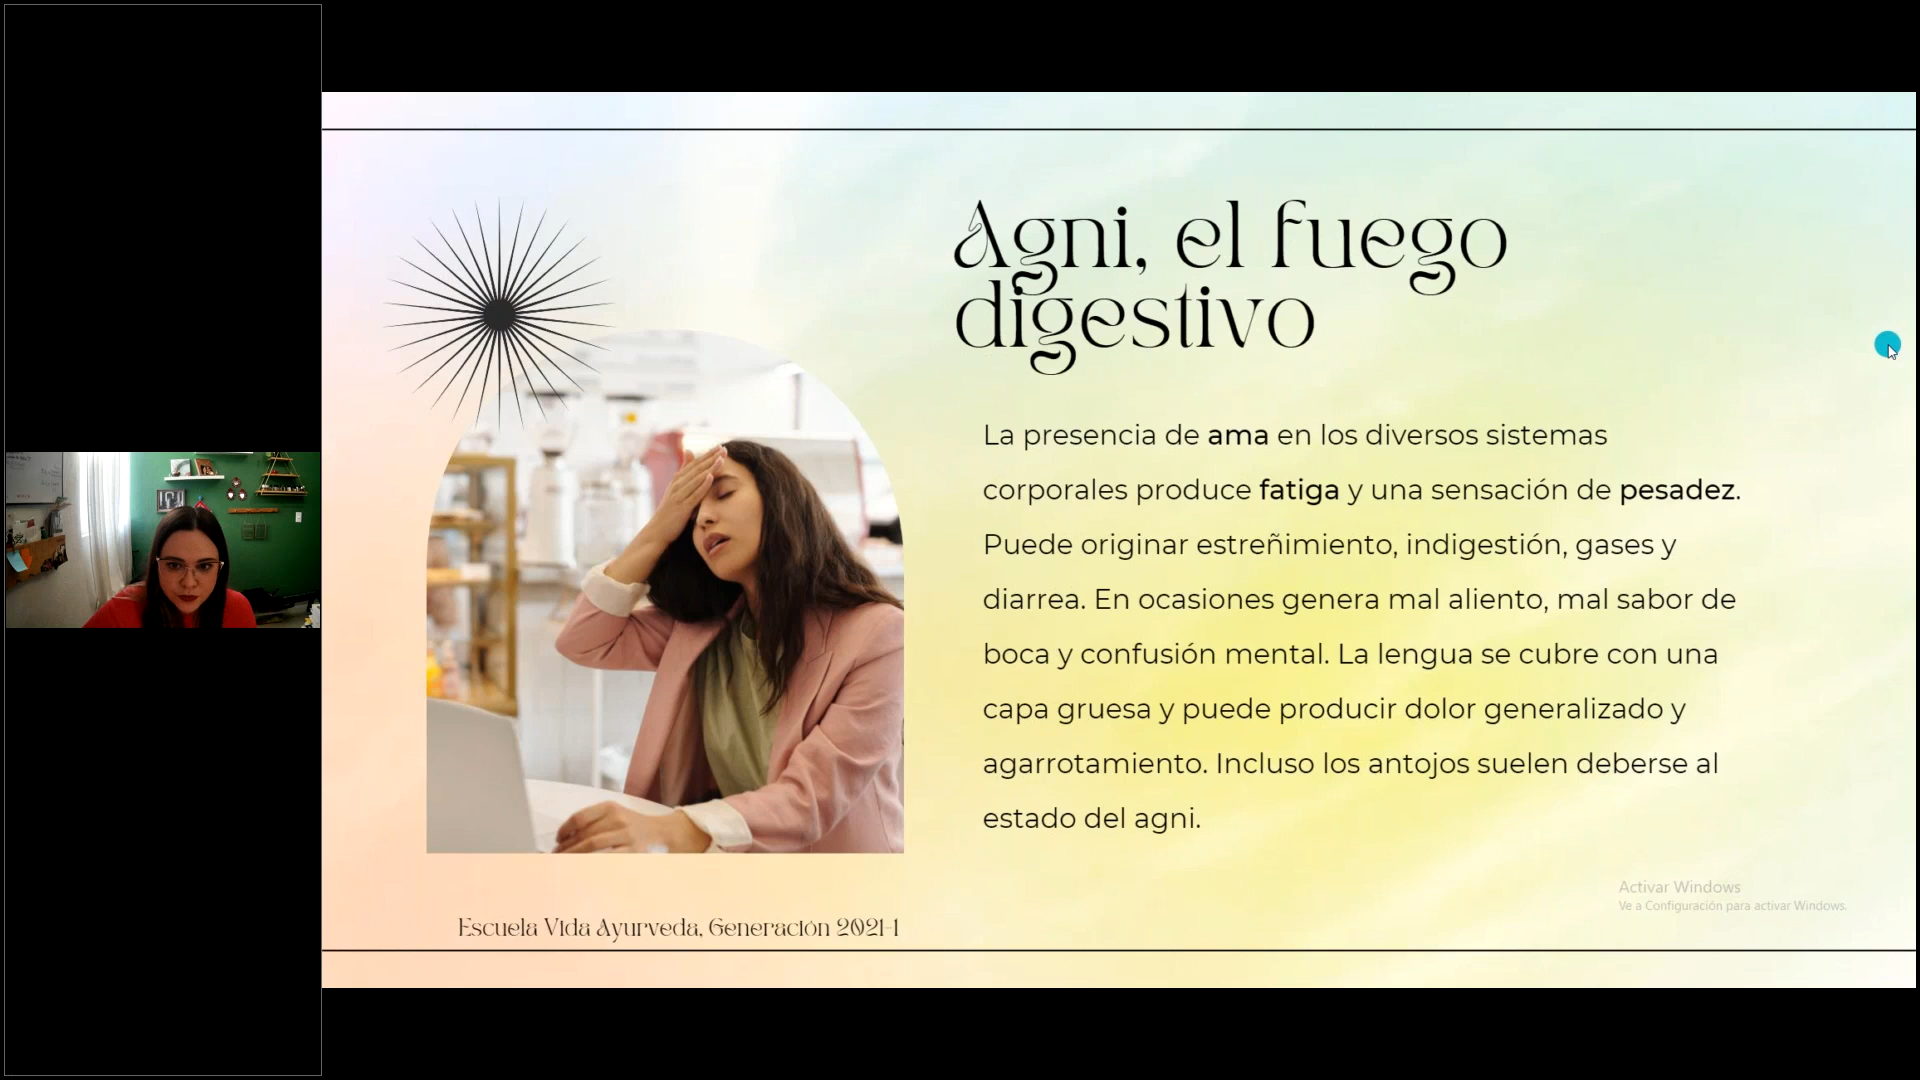 Agni, el fuego
digestivo
La presencia de ama en los diversos sistemas
corporales produce fatiga y una sensación de pesadez.
Puede originar estreñimiento, indigestión, gases y
diarrea. En ocasiones genera mal aliento, mal sabor de
boca y confusión mental. La lengua se cubre con una
capa gruesa y puede producir dolor generalizado y
agarrotamiento. Incluso los antojos suelen deberse al
estado del agni.
Activar Windows
Ve a Configuración para activar Windows.
Escuela Vida Ayurveda, Generación 2021-1